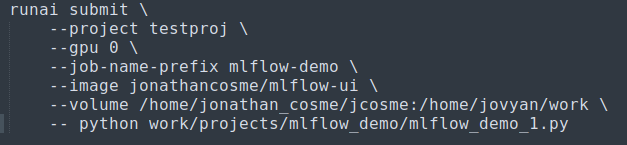 runai submit \
--project testproj \
--gpu 0 \
--job-name-prefix mlflow-demo \
--image jonathancosme/mlflow-ui \
--volume /home/jonathan_cosme/jcosme:/home/jovyan/work \
-- python work/projects/mlflow_demo/mlflow_demo_1.py